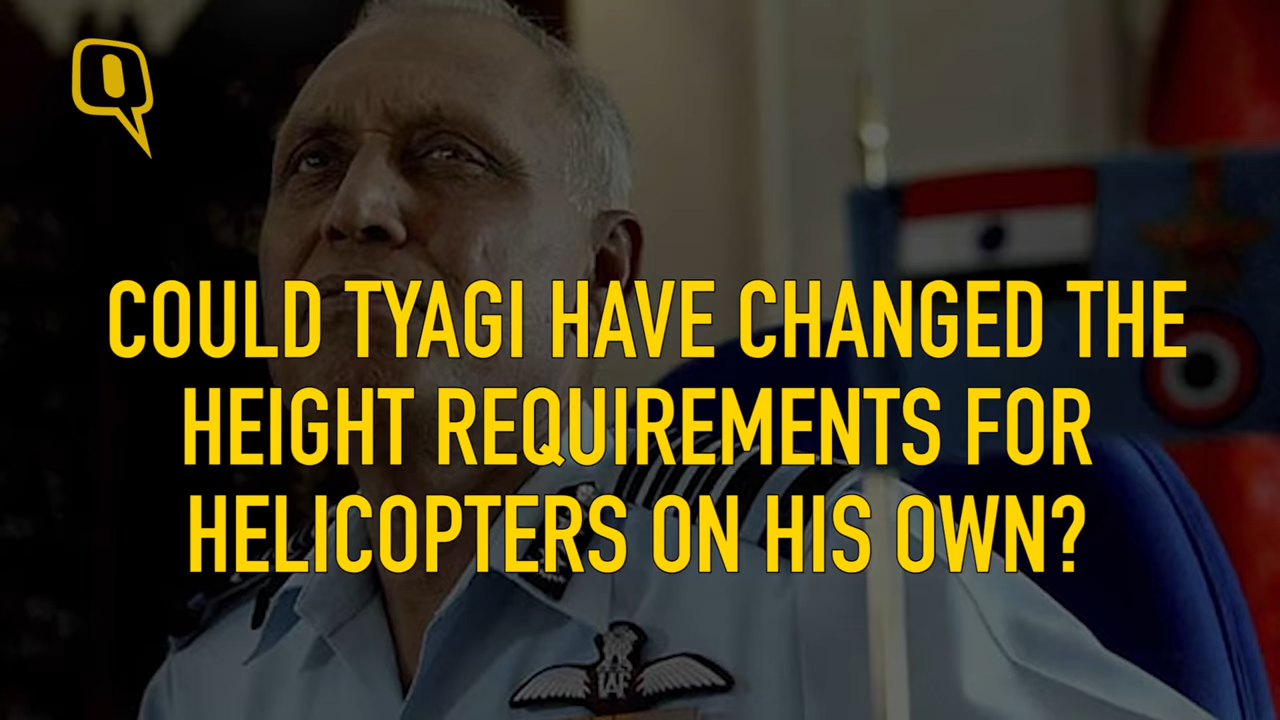 COULD TYAGI HAVE CHANGED THE
HEIGHT REQUIREMENTS FOR
HELICOPTERS ON HIS OWN?
IAF